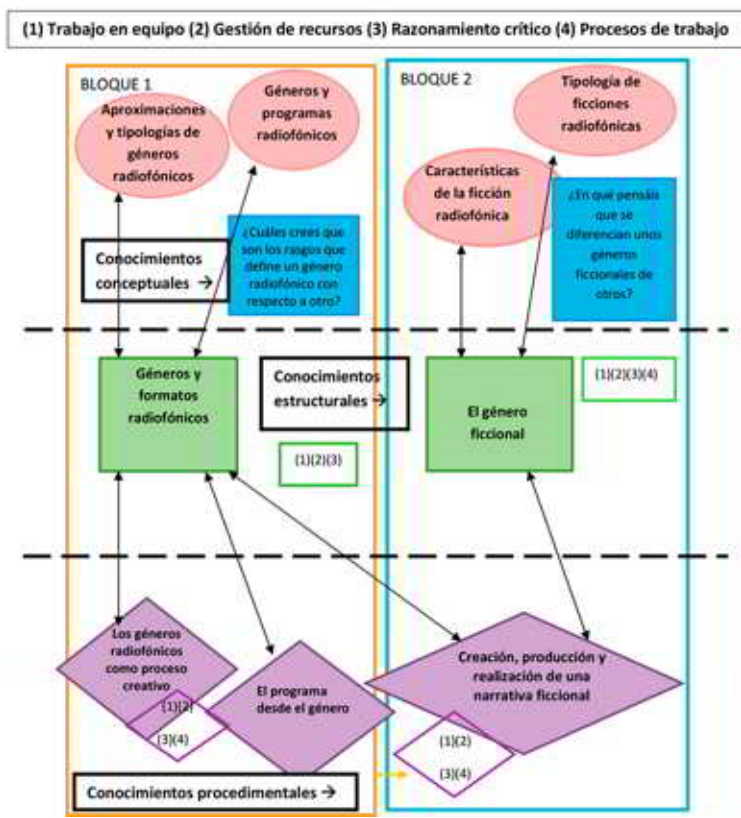 (1) Trabajo en equipo (2) Gestión de recursos (3) Razonamiento crítico (4) Procesos de trabajo
BLOQUE 1
Aproximaciones
y tipologías de
géneros
radiofónicos
Géneros y
programas
radiofónicos
¿Cuáles crees que
son los rasgos que
define un género
radiofónico con
respecto a otro?
Conocimientos
conceptuales →
BLOQUE 2
Tipología de
ficciones
radiofónicas
Características
de la ficción
radiofónica
¿En qué pensáis
que se
diferencian unos
géneros
ficcionales de
otros?
Géneros y
formatos
radiofónicos
Conocimientos
estructurales →
(1)(2)(3)
El género
ficcional
(1)(2)(3)(4)
Los géneros
radiofónicos
como proceso
creativo
(1)(2)
(3)(4)
El programa
desde el género
Creación, producción y
realización de una
narrativa ficcional
(1)(2)
(3)(4)
Conocimientos procedimentales →